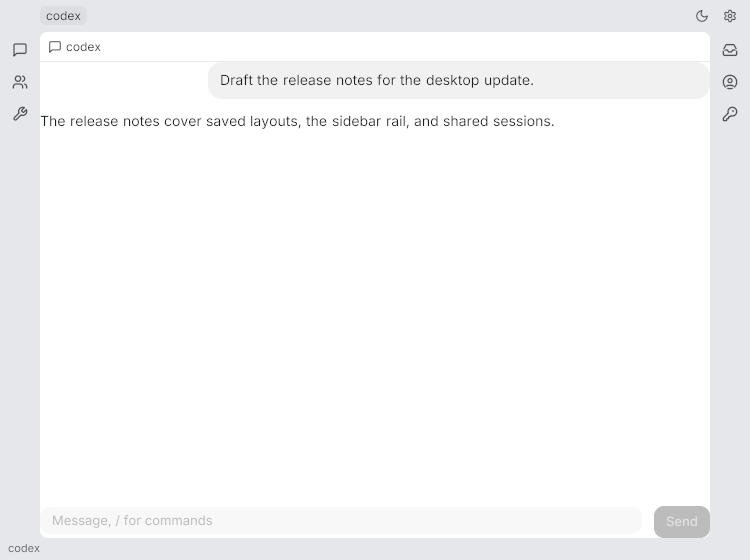 codex
codex
Draft the release notes for the desktop update.
The release notes cover saved layouts, the sidebar rail, and shared sessions.
Message, / for commands
Send
codex